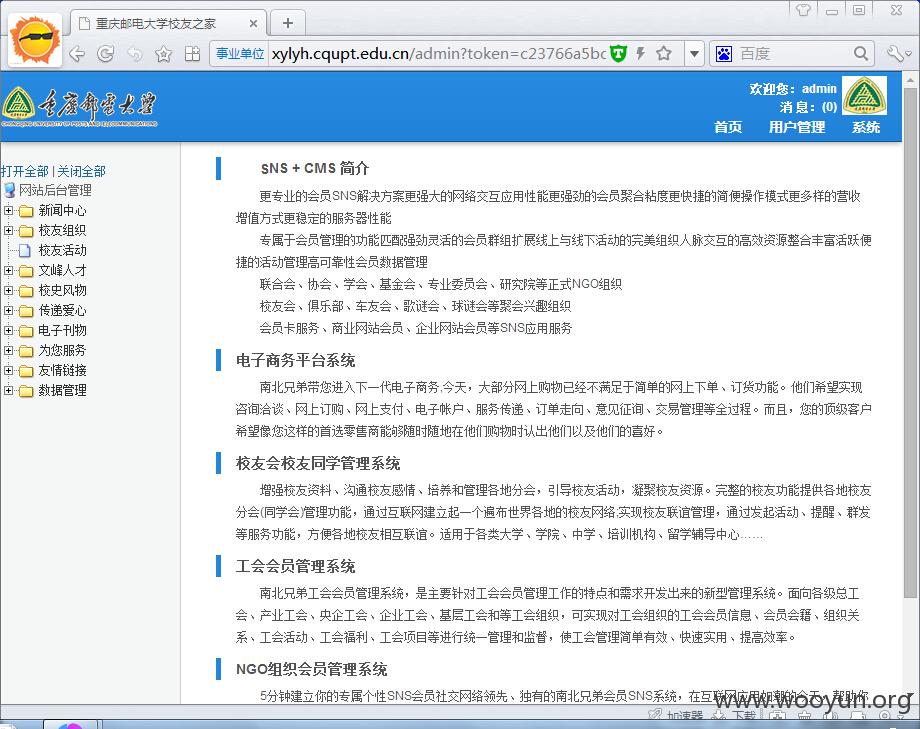 重庆邮电大学校友之家
事业单位
xylyh.cqupt.edu.cn/admin?token=c23766a5bc
百度
重庆邮电大学
CHONGQING UNIVERSITY OF POSTS AND TELECOMMUNICATIONS
欢迎您: admin
消 息: (0)
首页 用户管理 系统
打开全部 | 关闭全部
网站后台管理
新闻中心
校友组织
校友活动
文峰人才
校史风物
传递爱心
电子刊物
为您服务
友情链接
数据管理
SNS + CMS 简介
更专业的会员SNS解决方案更强大的网络交互应用性能更强劲的会员聚合粘度更快捷的简便操作模式更多样的营收
增值方式更稳定的服务器性能
专属于会员管理的功能匹配强劲灵活的会员群组扩展线上与线下活动的完美组织人脉交互的高效资源整合丰富活跃便
捷的活动管理高可靠性会员数据管理
联合会、协会、学会、基金会、专业委员会、研究院等正式NGO组织
校友会、俱乐部、车友会、歌谜会、球谜会等聚会兴趣组织
会员卡服务、商业网站会员、企业网站会员等SNS应用服务
电子商务平台系统
南北兄弟带您进入下一代电子商务,今天，大部分网上购物已经不满足于简单的网上下单、订货功能。他们希望实现
咨询洽谈、网上订购、网上支付、电子帐户、服务传递、订单走向、意见征询、交易管理等全过程。而且，您的顶级客户
希望像您这样的首选零售商能够随时随地在他们购物时认出他们以及他们的喜好。
校友会校友同学管理系统
增强校友资料、沟通校友感情、培养和管理各地分会，引导校友活动，凝聚校友资源。完整的校友功能提供各地校友
分会(同学会)管理功能，通过互联网建立起一个遍布世界各地的校友网络;实现校友联谊管理，通过发起活动、提醒、群发
等服务功能，方便各地校友相互联谊。适用于各类大学、学院、中学、培训机构、留学辅导中心……
工会会员管理系统
南北兄弟工会会员管理系统，是主要针对工会会员管理工作的特点和需求开发出来的新型管理系统。面向各级总工
会、产业工会、央企工会、企业工会、基层工会和等工会组织，可实现对工会组织的工会会员信息、会员会籍、组织关
系、工会活动、工会福利、工会项目等进行统一管理和监督，使工会管理简单有效、快速实用、提高效率。
NGO组织会员管理系统
5分钟建立你的专属个性SNS会员社交网络领先、独有的南北兄弟会员SNS系统，在互联网应用如潮的今天，帮助你
www.wooyun.org
加速器 下载